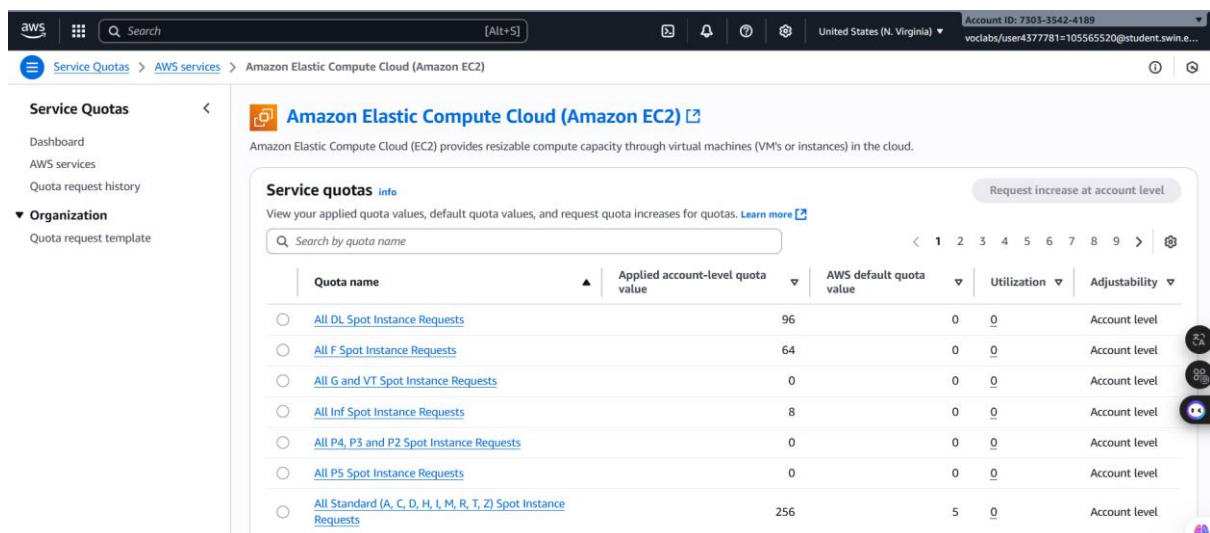 aws Search [Alt+S] United States (N. Virginia) Account ID: 7303-3542-4189
voclabs/user4377781=105565520@student.swin.e...
Service Quotas > AWS services > Amazon Elastic Compute Cloud (Amazon EC2)
Service Quotas
Dashboard
AWS services
Quota request history
Organization
Quota request template
Amazon Elastic Compute Cloud (Amazon EC2)
Amazon Elastic Compute Cloud (EC2) provides resizable compute capacity through virtual machines (VM's or instances) in the cloud.
Service quotas info Request increase at account level
View your applied quota values, default quota values, and request quota increases for quotas. Learn more
Search by quota name < 1 2 3 4 5 6 7 8 9 >
Quota name Applied account-level quota value AWS default quota value Utilization Adjustability
All DL Spot Instance Requests 96 0 0 Account level
All F Spot Instance Requests 64 0 0 Account level
All G and VT Spot Instance Requests 0 0 0 Account level
All Inf Spot Instance Requests 8 0 0 Account level
All P4, P3 and P2 Spot Instance Requests 0 0 0 Account level
All P5 Spot Instance Requests 0 0 0 Account level
All Standard (A, C, D, H, I, M, R, T, Z) Spot Instance Requests 256 5 0 Account level